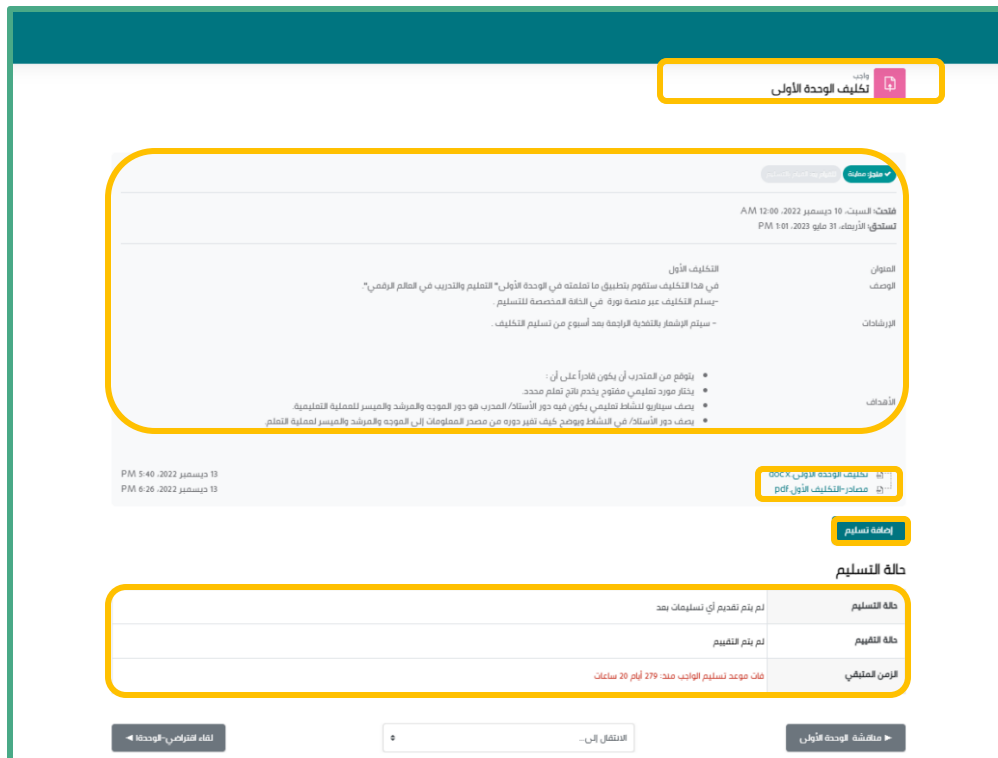 واجب
تكليف الوحدة الأولى
✔ منجز: معاينة
فتحت: السبت، 10 ديسمبر 2022، 12:00 AM
تستحق: الأربعاء، 31 مايو 2023، 1:01 PM
العنوان التكليف الأول
الوصف في هذا التكليف ستقوم بتطبيق ما تعلمته في الوحدة الأولى" التعليم والتدريب في العالم الرقمي".
-يسلم التكليف عبر منصة نورة في الخانة المخصصة للتسليم .
الإرشادات - سيتم الإشعار بالتغذية الراجعة بعد أسبوع من تسليم التكليف .
يتوقع من المتدرب أن يكون قادراً على أن :
يختار مورد تعليمي مفتوح يخدم ناتج تعلم محدد.
الأهداف
يصف سيناريو لنشاط تعليمي يكون فيه دور الأستاذ/ المدرب هو دور الموجه والمرشد والميسر للعملية التعليمية.
يصف دور الأستاذ/ في النشاط ويوضح كيف تغير دوره من مصدر المعلومات إلى الموجه والمرشد والميسر لعملية التعلم.
تكليف الوحدة الأولى.docx 13 ديسمبر 2022، 5:40 PM
مصادر-التكليف الأول.pdf 13 ديسمبر 2022، 6:26 PM
إضافة تسليم
حالة التسليم
حالة التسليم لم يتم تقديم أي تسليمات بعد
حالة التقييم لم يتم التقييم
الزمن المتبقي فات موعد تسليم الواجب منذ: 279 أيام 20 ساعات
◄ مناقشة الوحدة الأولى
الانتقال إلى...
لقاء افتراضي-الوحدة1 ►